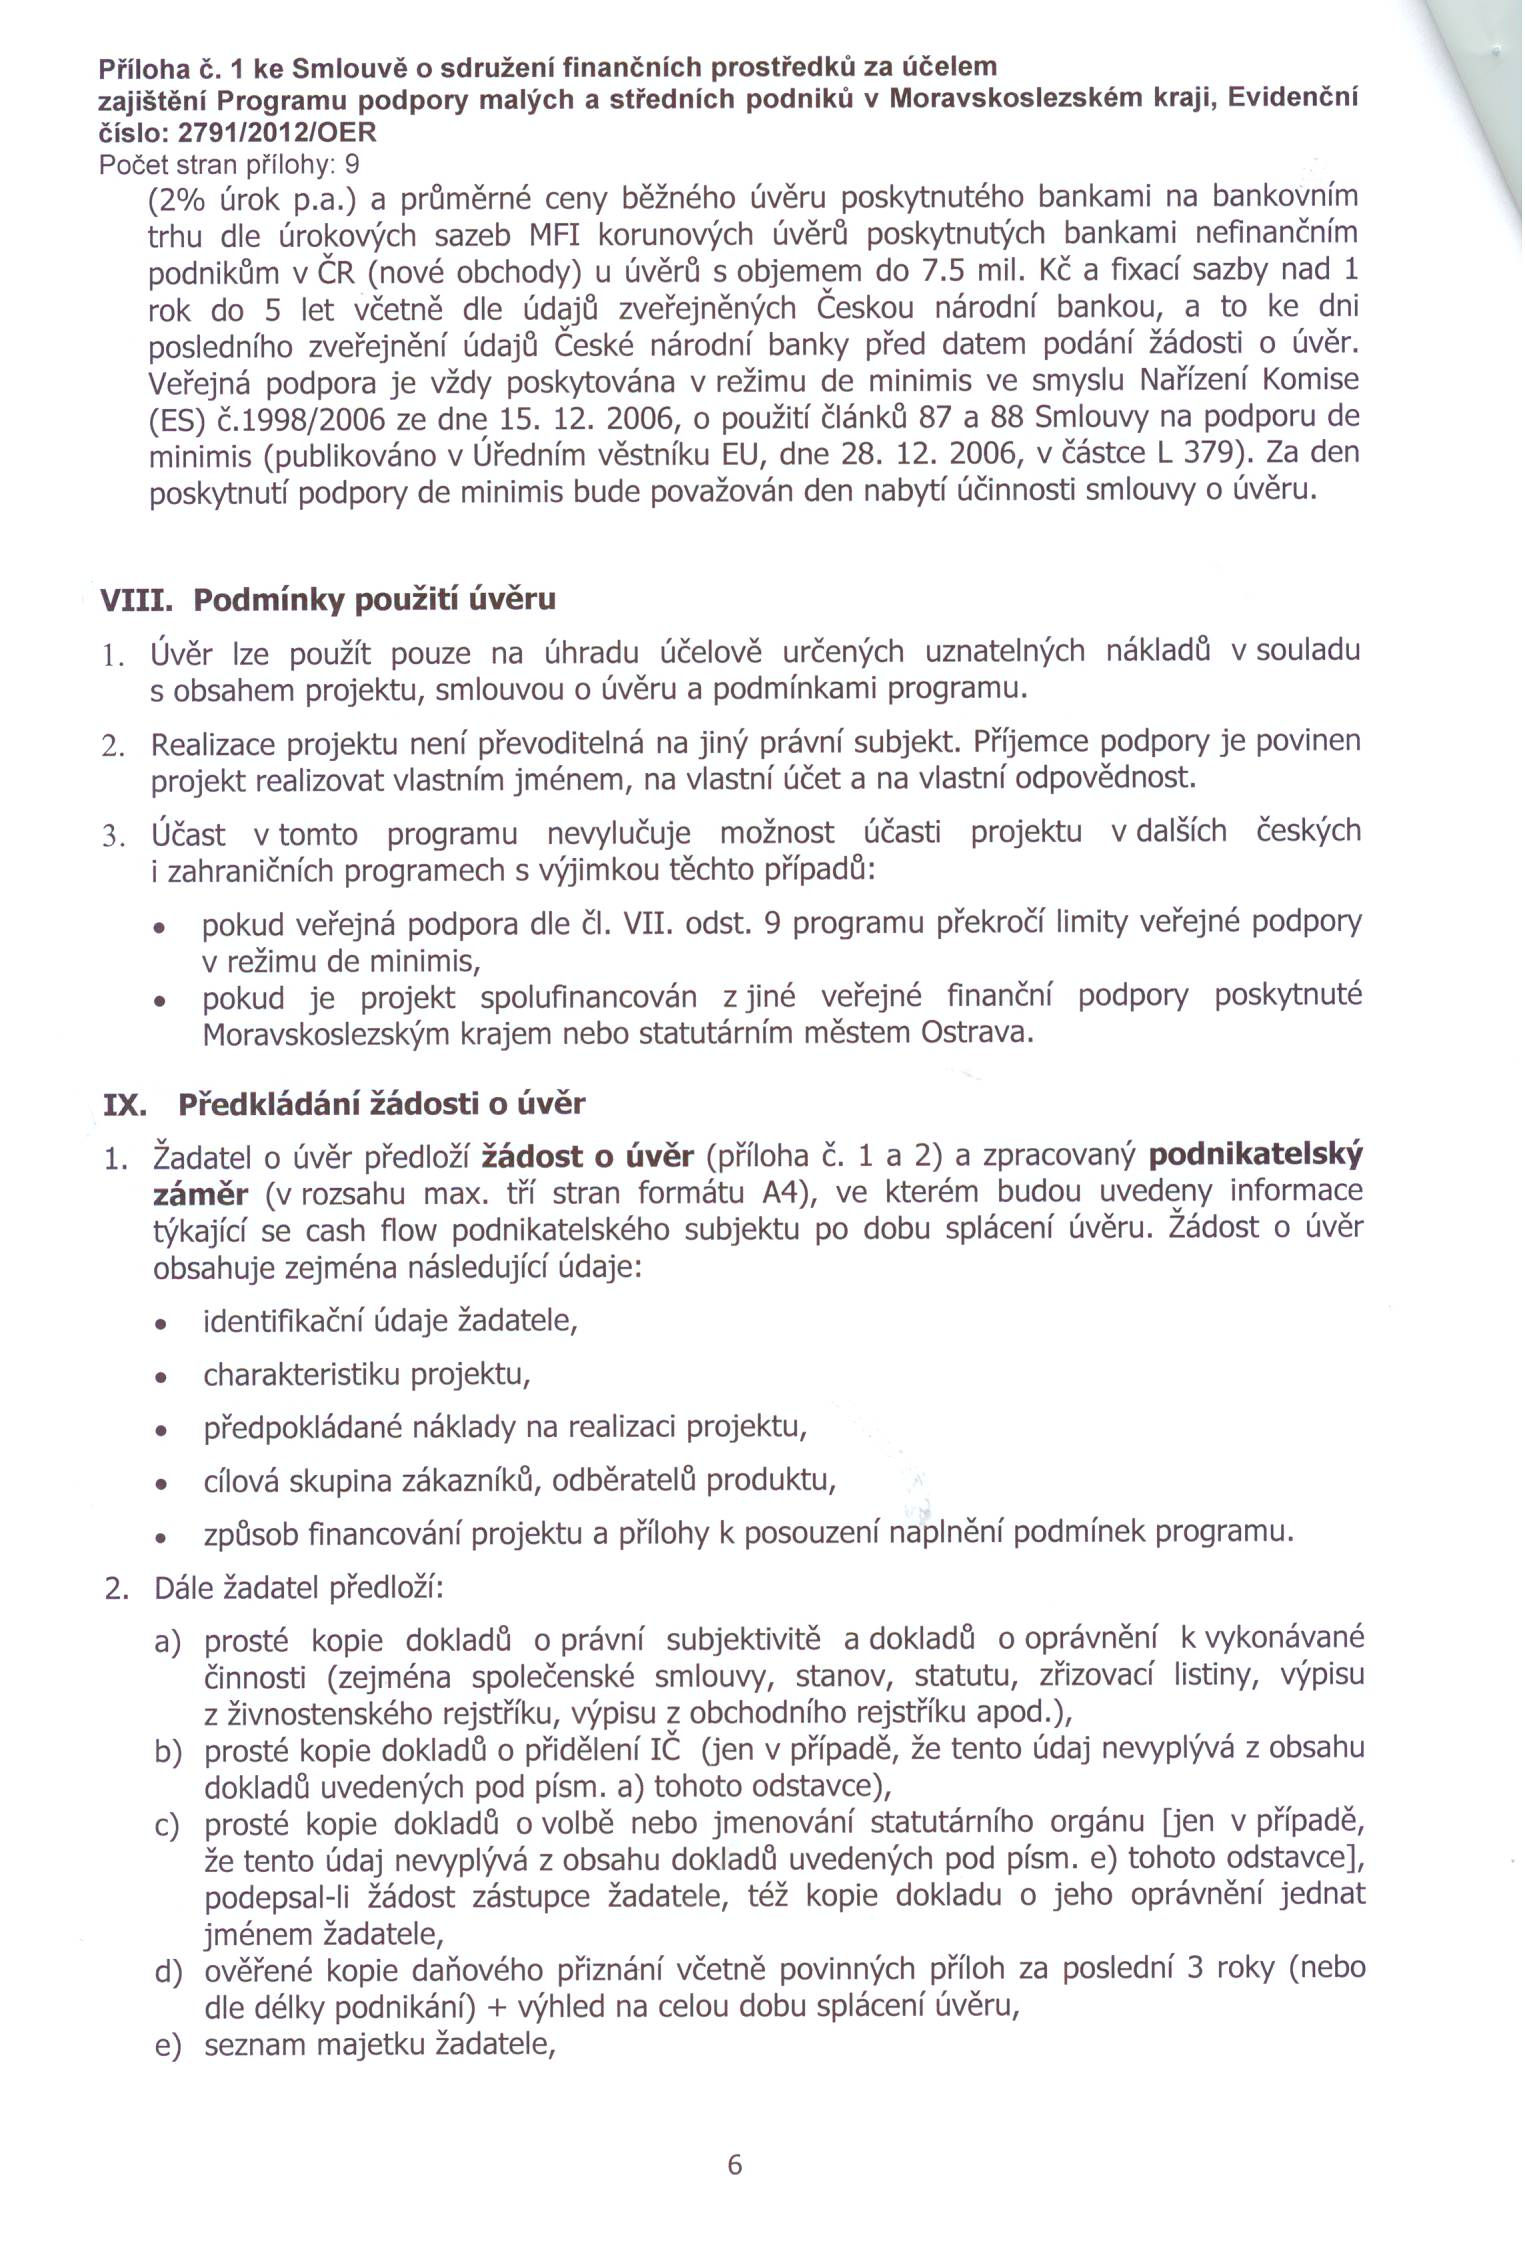 Příloha č. 1 ke Smlouvě o sdružení finančních prostředků za účelem
zajištění Programu podpory malých a středních podniků v Moravskoslezském kraji, Evidenční
číslo: 2791/2012/OER
Počet stran přílohy: 9
(2% úrok p.a.) a průměrné ceny běžného úvěru poskytnutého bankami na bankovním
trhu dle úrokových sazeb MFI korunových úvěrů poskytnutých bankami nefinančním
podnikům v ČR (nové obchody) u úvěrů s objemem do 7.5 mil. Kč a fixací sazby nad 1
rok do 5 let včetně dle údajů zveřejněných Českou národní bankou, a to ke dni
posledního zveřejnění údajů České národní banky před datem podání žádosti o úvěr.
Veřejná podpora je vždy poskytována v režimu de minimis ve smyslu Nařízení Komise
(ES) č.1998/2006 ze dne 15. 12. 2006, o použití článků 87 a 88 Smlouvy na podporu de
minimis (publikováno v Úředním věstníku EU, dne 28. 12. 2006, v částce L 379). Za den
poskytnutí podpory de minimis bude považován den nabytí účinnosti smlouvy o úvěru.
VIII. Podmínky použití úvěru
1. Úvěr lze použít pouze na úhradu účelově určených uznatelných nákladů v souladu
s obsahem projektu, smlouvou o úvěru a podmínkami programu.
2. Realizace projektu není převoditelná na jiný právní subjekt. Příjemce podpory je povinen
projekt realizovat vlastním jménem, na vlastní účet a na vlastní odpovědnost.
3. Účast v tomto programu nevylučuje možnost účasti projektu v dalších českých
i zahraničních programech s výjimkou těchto případů:
• pokud veřejná podpora dle čl. VII. odst. 9 programu překročí limity veřejné podpory
v režimu de minimis,
• pokud je projekt spolufinancován z jiné veřejné finanční podpory poskytnuté
Moravskoslezským krajem nebo statutárním městem Ostrava.
IX. Předkládání žádosti o úvěr
1. Žadatel o úvěr předloží žádost o úvěr (příloha č. 1 a 2) a zpracovaný podnikatelský
záměr (v rozsahu max. tří stran formátu A4), ve kterém budou uvedeny informace
týkající se cash flow podnikatelského subjektu po dobu splácení úvěru. Žádost o úvěr
obsahuje zejména následující údaje:
• identifikační údaje žadatele,
• charakteristiku projektu,
• předpokládané náklady na realizaci projektu,
• cílová skupina zákazníků, odběratelů produktu,
• způsob financování projektu a přílohy k posouzení naplnění podmínek programu.
2. Dále žadatel předloží:
a) prosté kopie dokladů o právní subjektivitě a dokladů o oprávnění k vykonávané
činnosti (zejména společenské smlouvy, stanov, statutu, zřizovací listiny, výpisu
z živnostenského rejstříku, výpisu z obchodního rejstříku apod.),
b) prosté kopie dokladů o přidělení IČ (jen v případě, že tento údaj nevyplývá z obsahu
dokladů uvedených pod písm. a) tohoto odstavce),
c) prosté kopie dokladů o volbě nebo jmenování statutárního orgánu [jen v případě,
že tento údaj nevyplývá z obsahu dokladů uvedených pod písm. e) tohoto odstavce],
podepsal-li žádost zástupce žadatele, též kopie dokladu o jeho oprávnění jednat
jménem žadatele,
d) ověřené kopie daňového přiznání včetně povinných příloh za poslední 3 roky (nebo
dle délky podnikání) + výhled na celou dobu splácení úvěru,
e) seznam majetku žadatele,
6